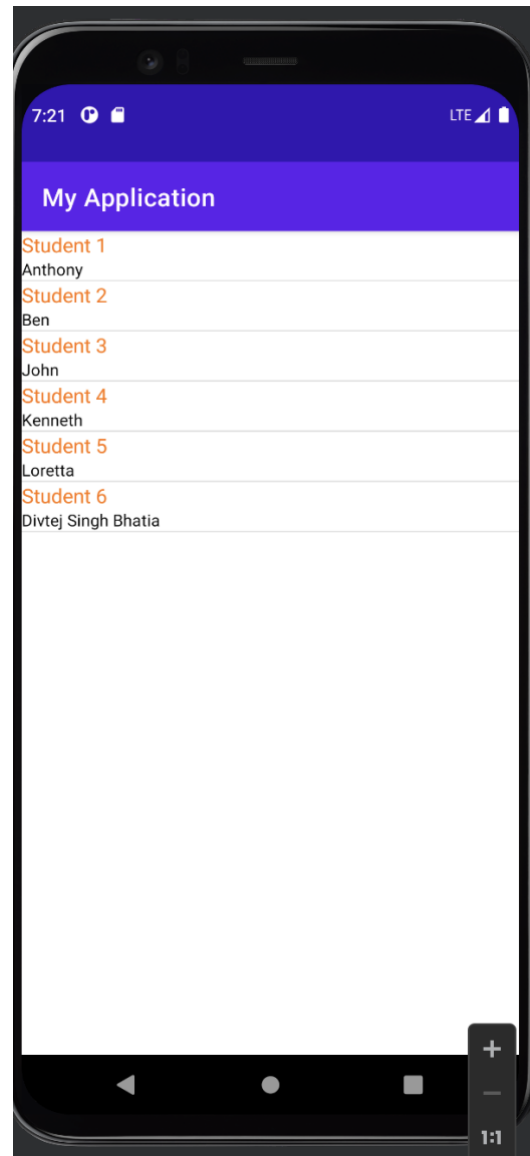 7:21 LTE
My Application
Student 1
Anthony
Student 2
Ben
Student 3
John
Student 4
Kenneth
Student 5
Loretta
Student 6
Divtej Singh Bhatia
1:1